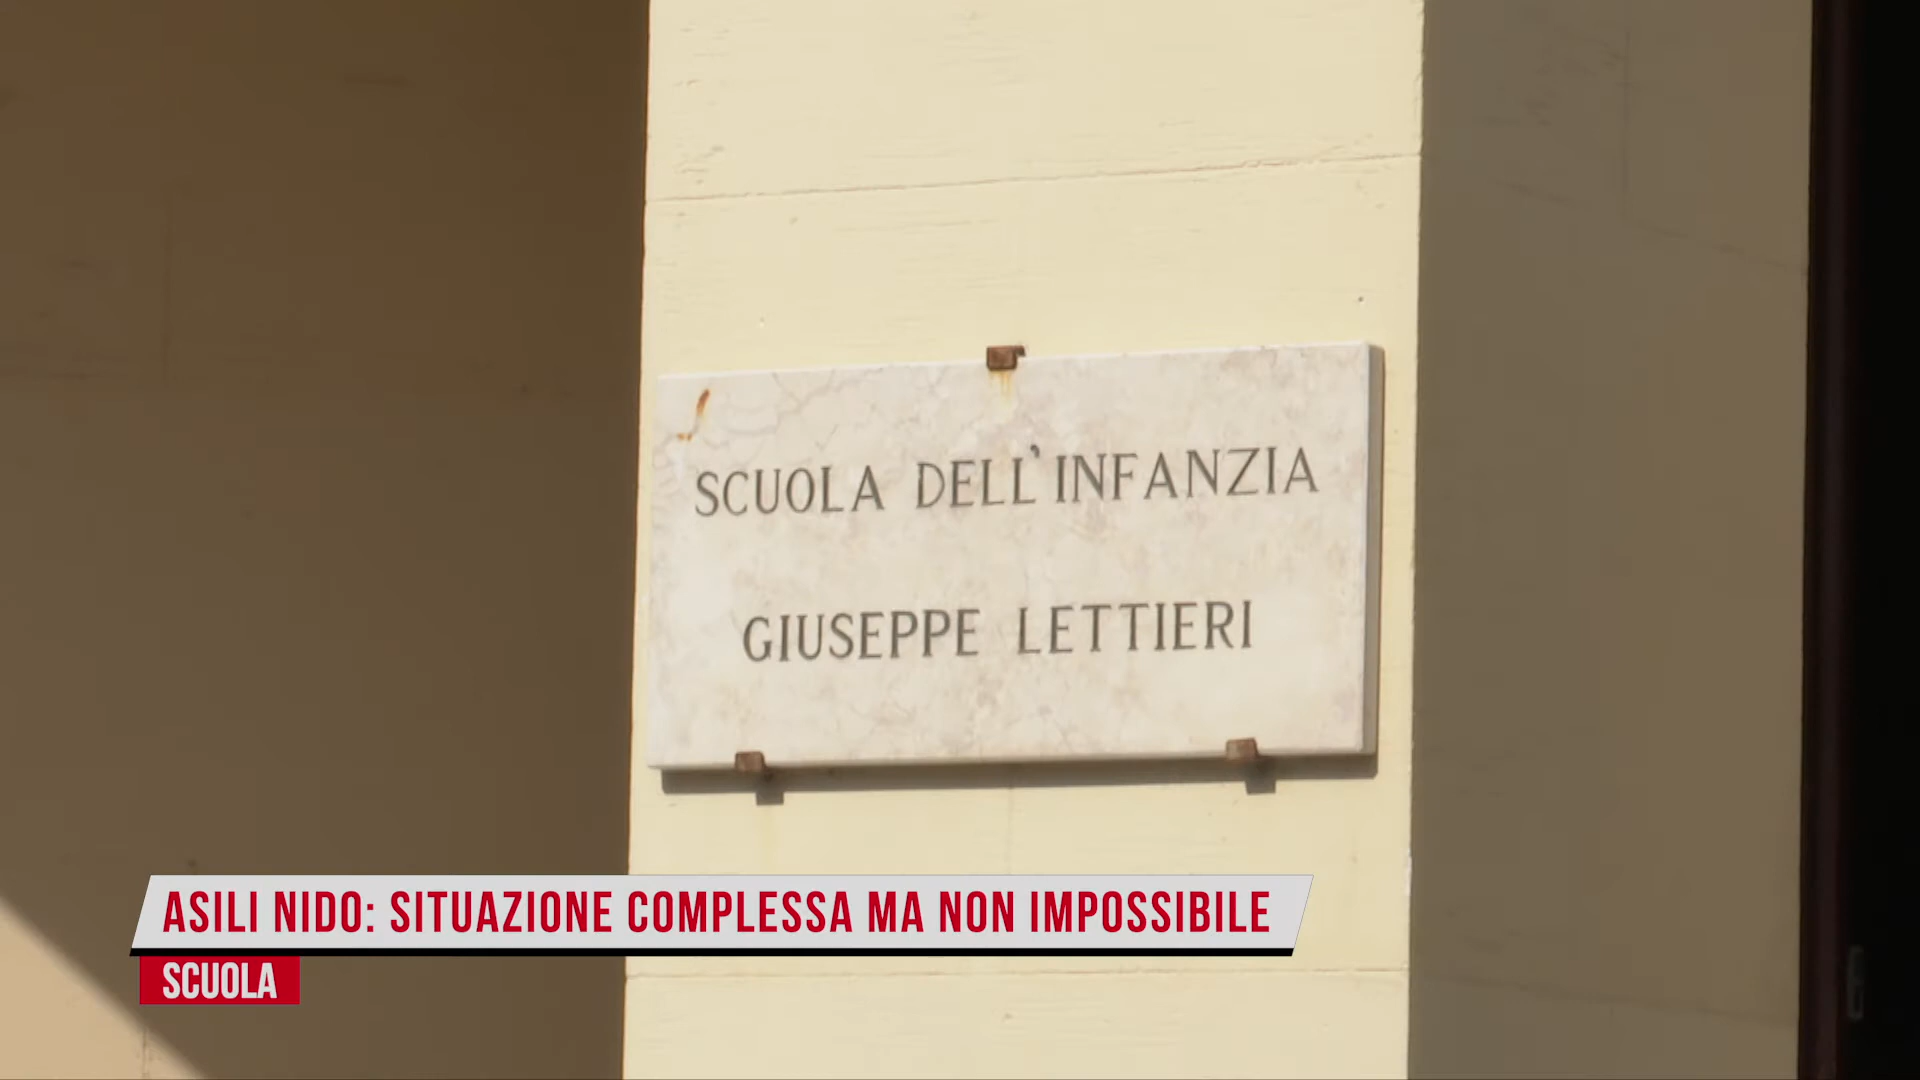 SCUOLA DELL'INFANZIA
GIUSEPPE LETTIERI
ASILI NIDO: SITUAZIONE COMPLESSA MA NON IMPOSSIBILE
SCUOLA